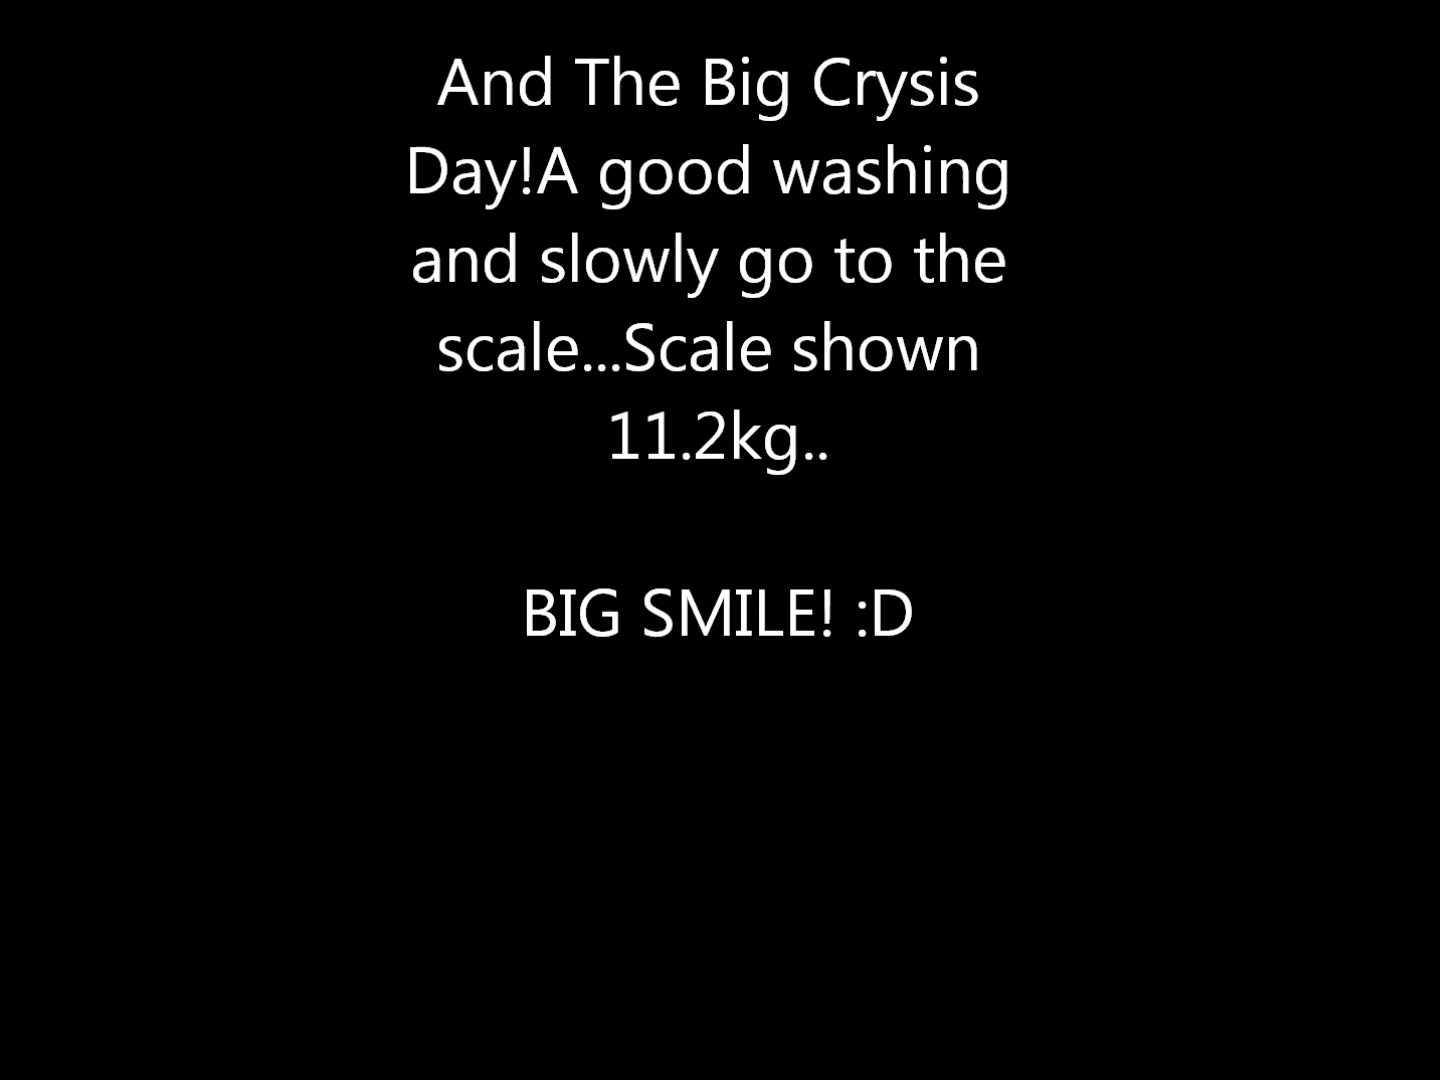 And The Big Crysis
Day!A good washing
and slowly go to the
scale...Scale shown
11.2kg..
BIG SMILE! :D